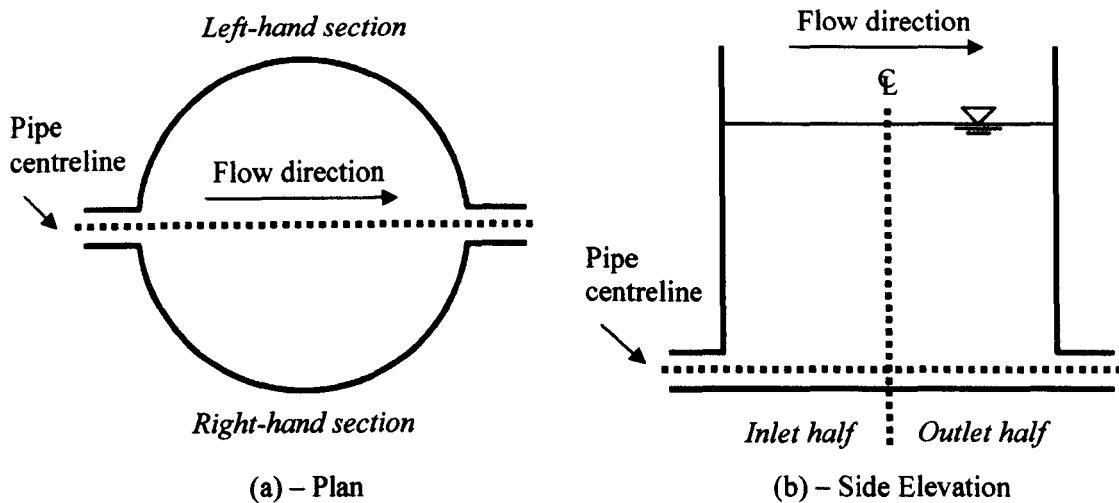 Left-hand section
Pipe
centreline
Flow direction
Right-hand section
(a) – Plan
Flow direction
℄
Pipe
centreline
Inlet half
Outlet half
(b) – Side Elevation